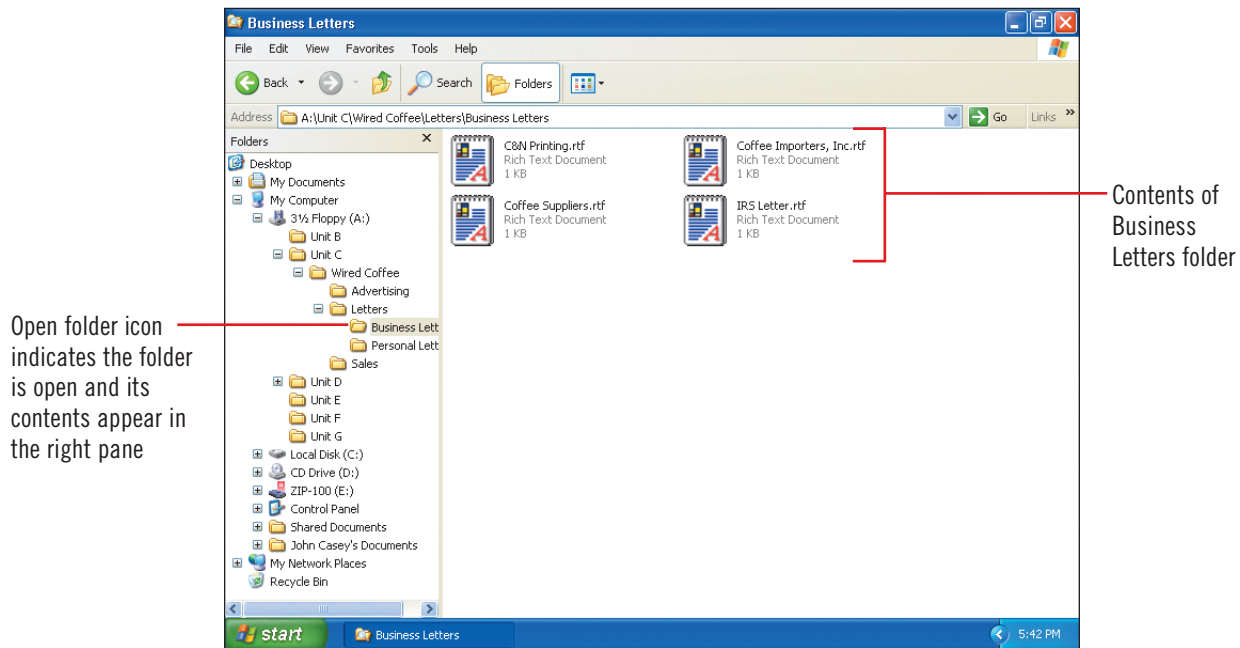 Business Letters
File Edit View Favorites Tools Help
Back Search Folders
Address A:\Unit C\Wired Coffee\Letters\Business Letters Go Links »
Folders
Desktop
My Documents
My Computer
3½ Floppy (A:)
Unit B
Unit C
Wired Coffee
Advertising
Letters
Business Lett
Personal Lett
Sales
Unit D
Unit E
Unit F
Unit G
Local Disk (C:)
CD Drive (D:)
ZIP-100 (E:)
Control Panel
Shared Documents
John Casey's Documents
My Network Places
Recycle Bin
C&N Printing.rtf
Rich Text Document
1 KB
Coffee Importers, Inc.rtf
Rich Text Document
1 KB
Coffee Suppliers.rtf
Rich Text Document
1 KB
IRS Letter.rtf
Rich Text Document
1 KB
start Business Letters 5:42 PM
Open folder icon
indicates the folder
is open and its
contents appear in
the right pane
Contents of
Business
Letters folder